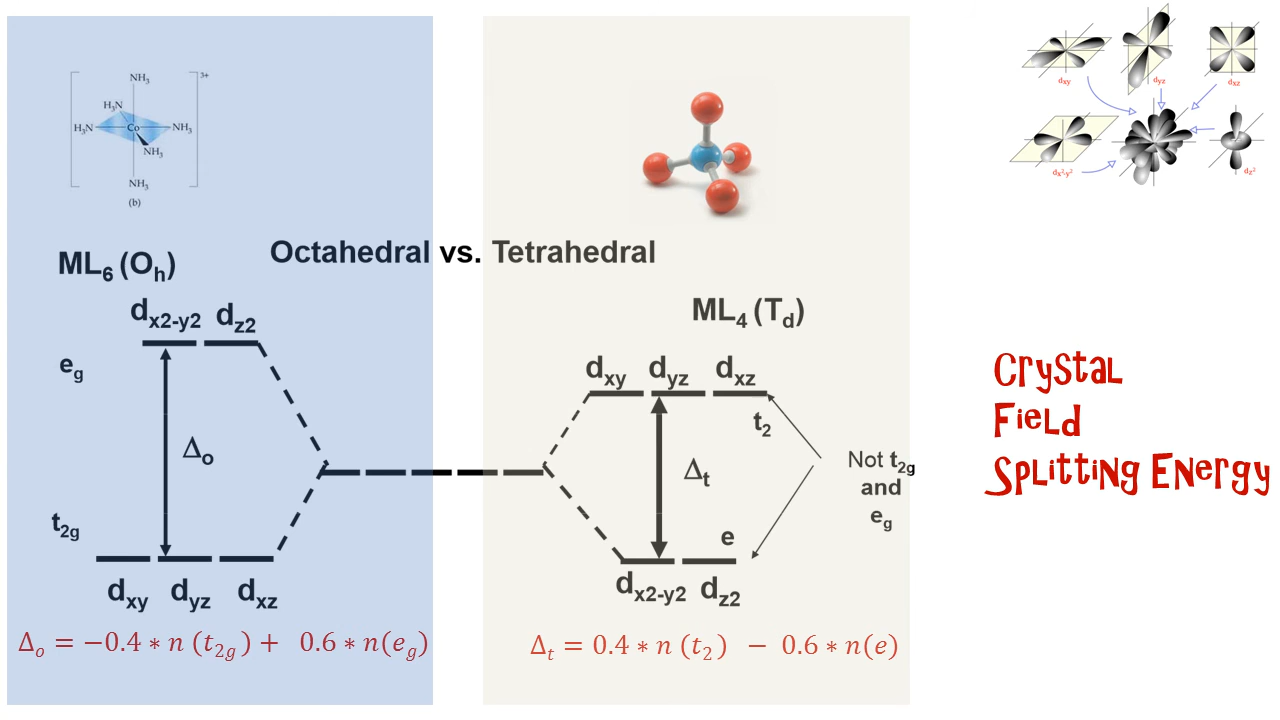 NH3
3+
H3N
H3N Co NH3
NH3
NH3
(b)
dxy dyz dxz
dx2-y2 dz2
Octahedral vs. Tetrahedral
ML6 (Oh)
dx2-y2 dz2
eg
Δo
t2g
dxy dyz dxz
Δo = −0.4 * n (t2g) + 0.6 * n(eg)
ML4 (Td)
dxy dyz dxz
t2
Δt
Not t2g
and
eg
e
dx2-y2 dz2
Δt = 0.4 * n (t2) − 0.6 * n(e)
Crystal
Field
Splitting Energy